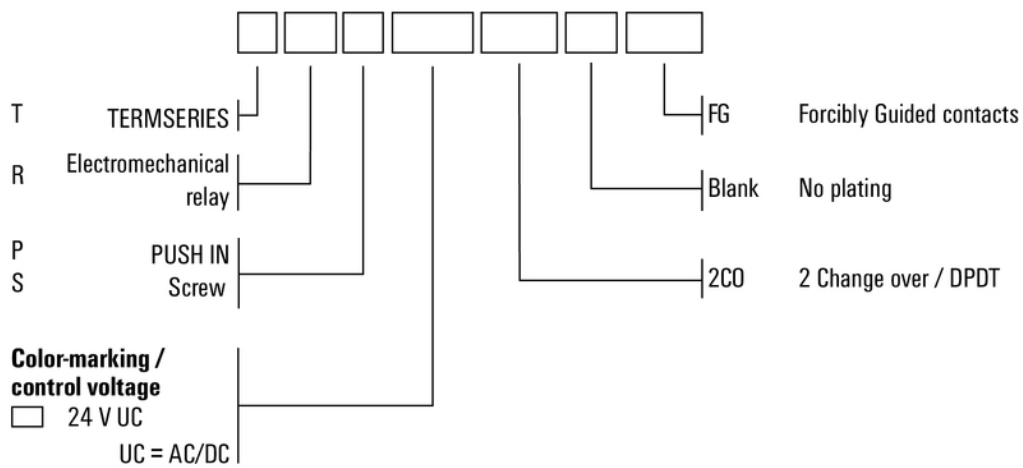 T TERMSERIES FG Forcibly Guided contacts
R Electromechanical
relay
Blank No plating
P PUSH IN
S Screw
2CO 2 Change over / DPDT
Color-marking /
control voltage
24 V UC
UC = AC/DC